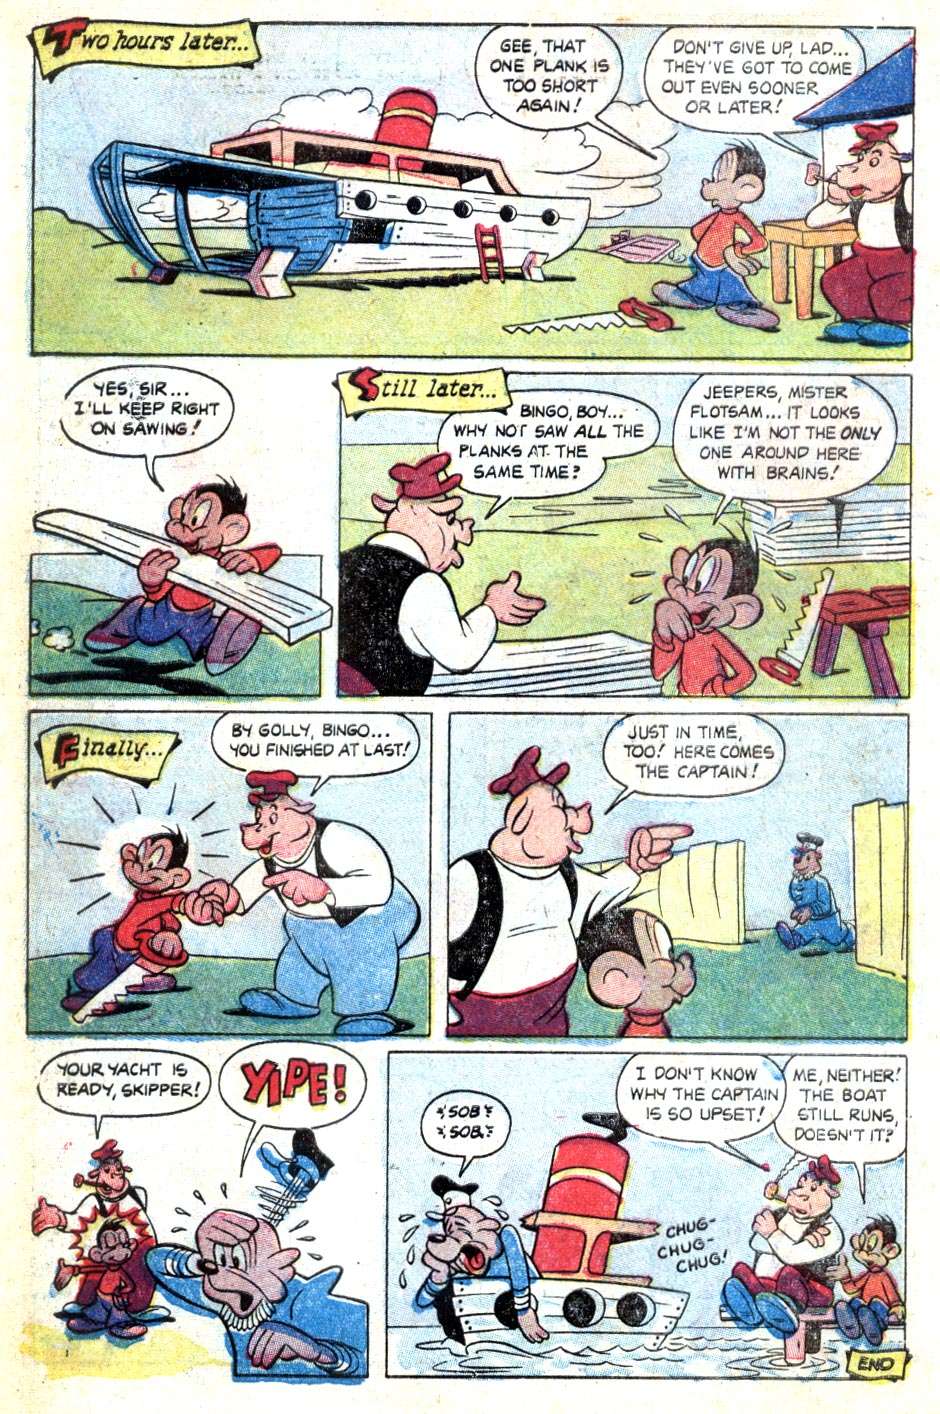 Two hours later...
GEE, THAT
ONE PLANK IS
TOO SHORT
AGAIN!
DON'T GIVE UP, LAD...
THEY'VE GOT TO COME
OUT EVEN SOONER
OR LATER!
YES, SIR...
I'LL KEEP RIGHT
ON SAWING!
Still later...
BINGO, BOY...
WHY NOT SAW ALL THE
PLANKS AT THE
SAME TIME?
JEEPERS, MISTER
FLOTSAM... IT LOOKS
LIKE I'M NOT THE ONLY
ONE AROUND HERE
WITH BRAINS!
Finally...
BY GOLLY, BINGO...
YOU FINISHED AT LAST!
JUST IN TIME,
TOO! HERE COMES
THE CAPTAIN!
YOUR YACHT IS
READY, SKIPPER!
YIPE!
SOB
SOB
I DON'T KNOW
WHY THE CAPTAIN
IS SO UPSET!
ME, NEITHER!
THE BOAT
STILL RUNS,
DOESN'T IT?
CHUG-
CHUG-
CHUG!
END